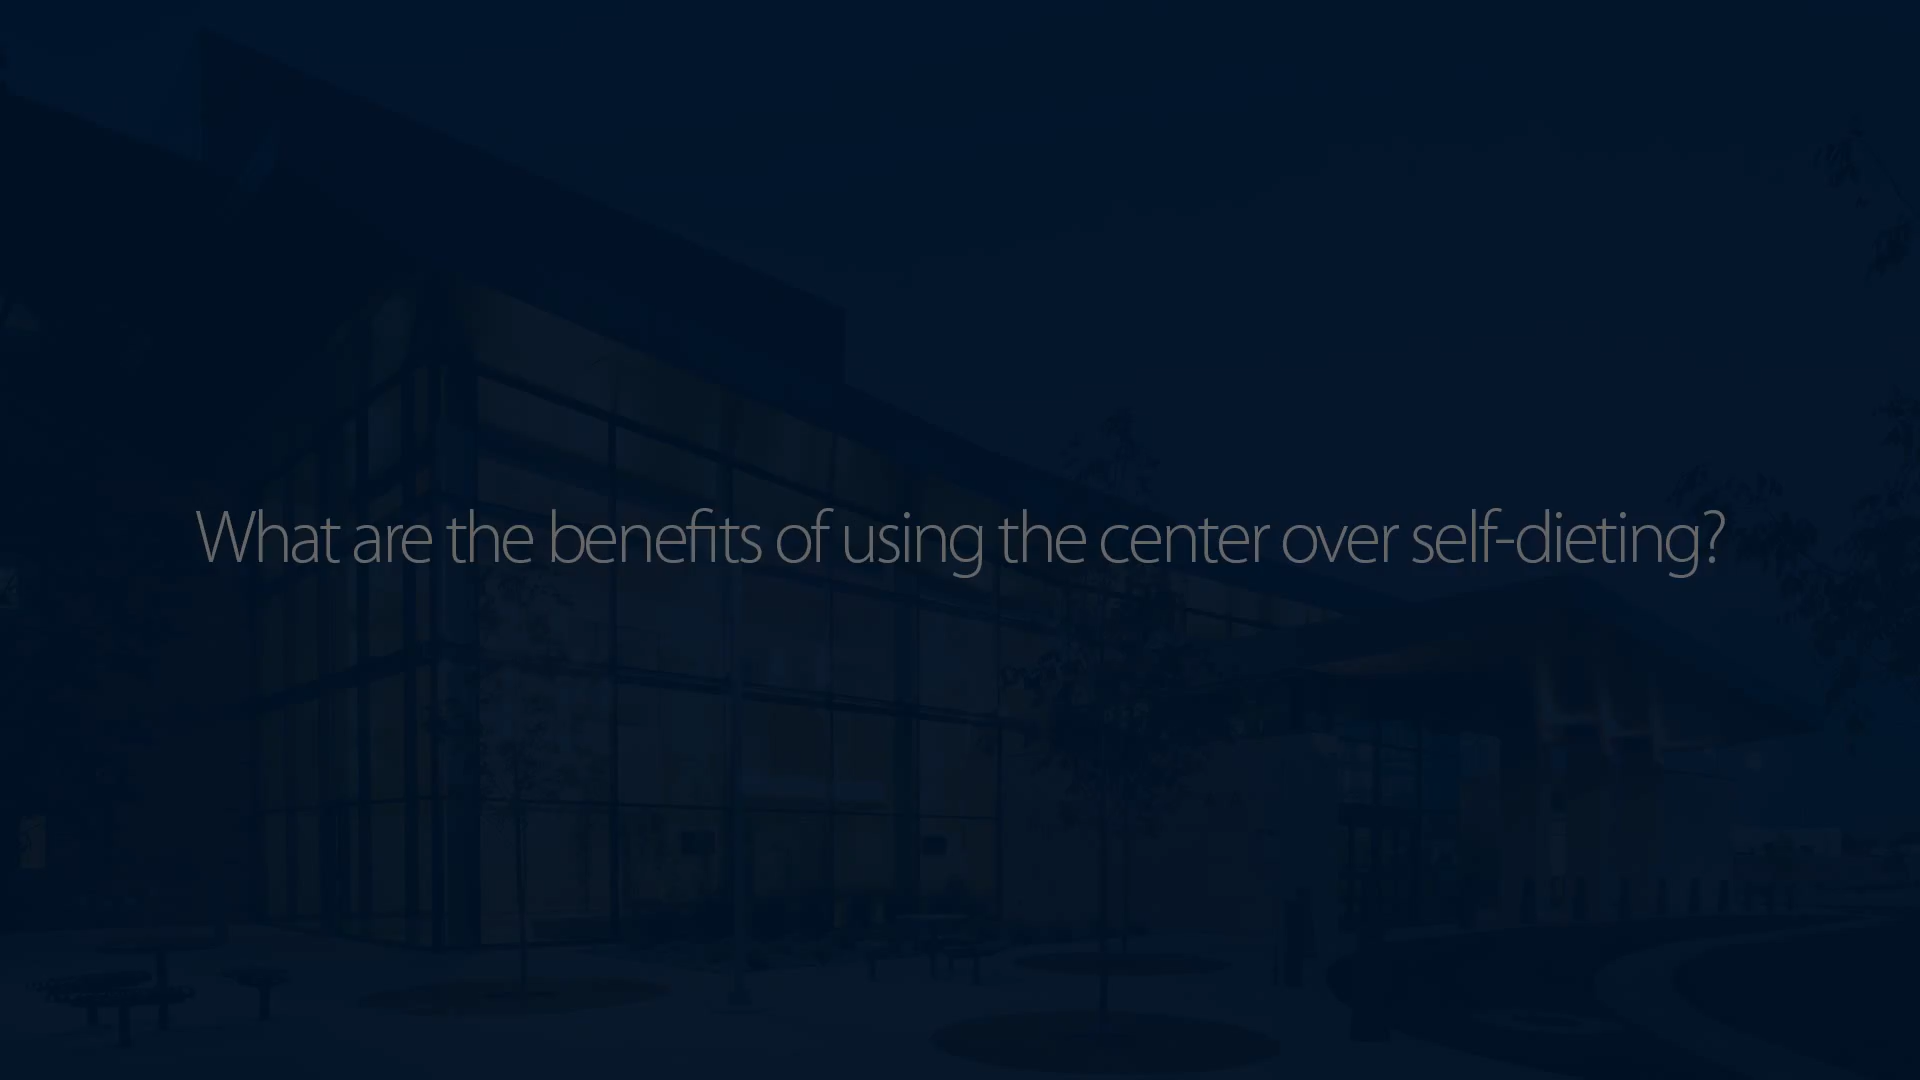 What are the benefits of using the center over self-dieting?